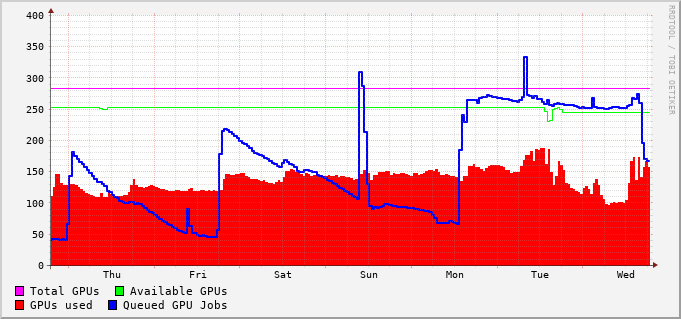 400
350
300
250
200
150
100
50
0
Thu Fri Sat Sun Mon Tue Wed
Total GPUs Available GPUs
GPUs used Queued GPU Jobs
RRDTOOL / TOBI OETIKER